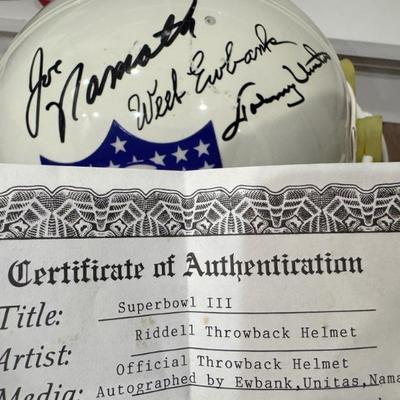 Joe Namath
Weeb Ewbank
Johnny Unitas
Certificate of Authentication
Title: Superbowl III
Riddell Throwback Helmet
Artist:
Official Throwback Helmet
Media: Autographed by Ewbank,Unitas,Nama